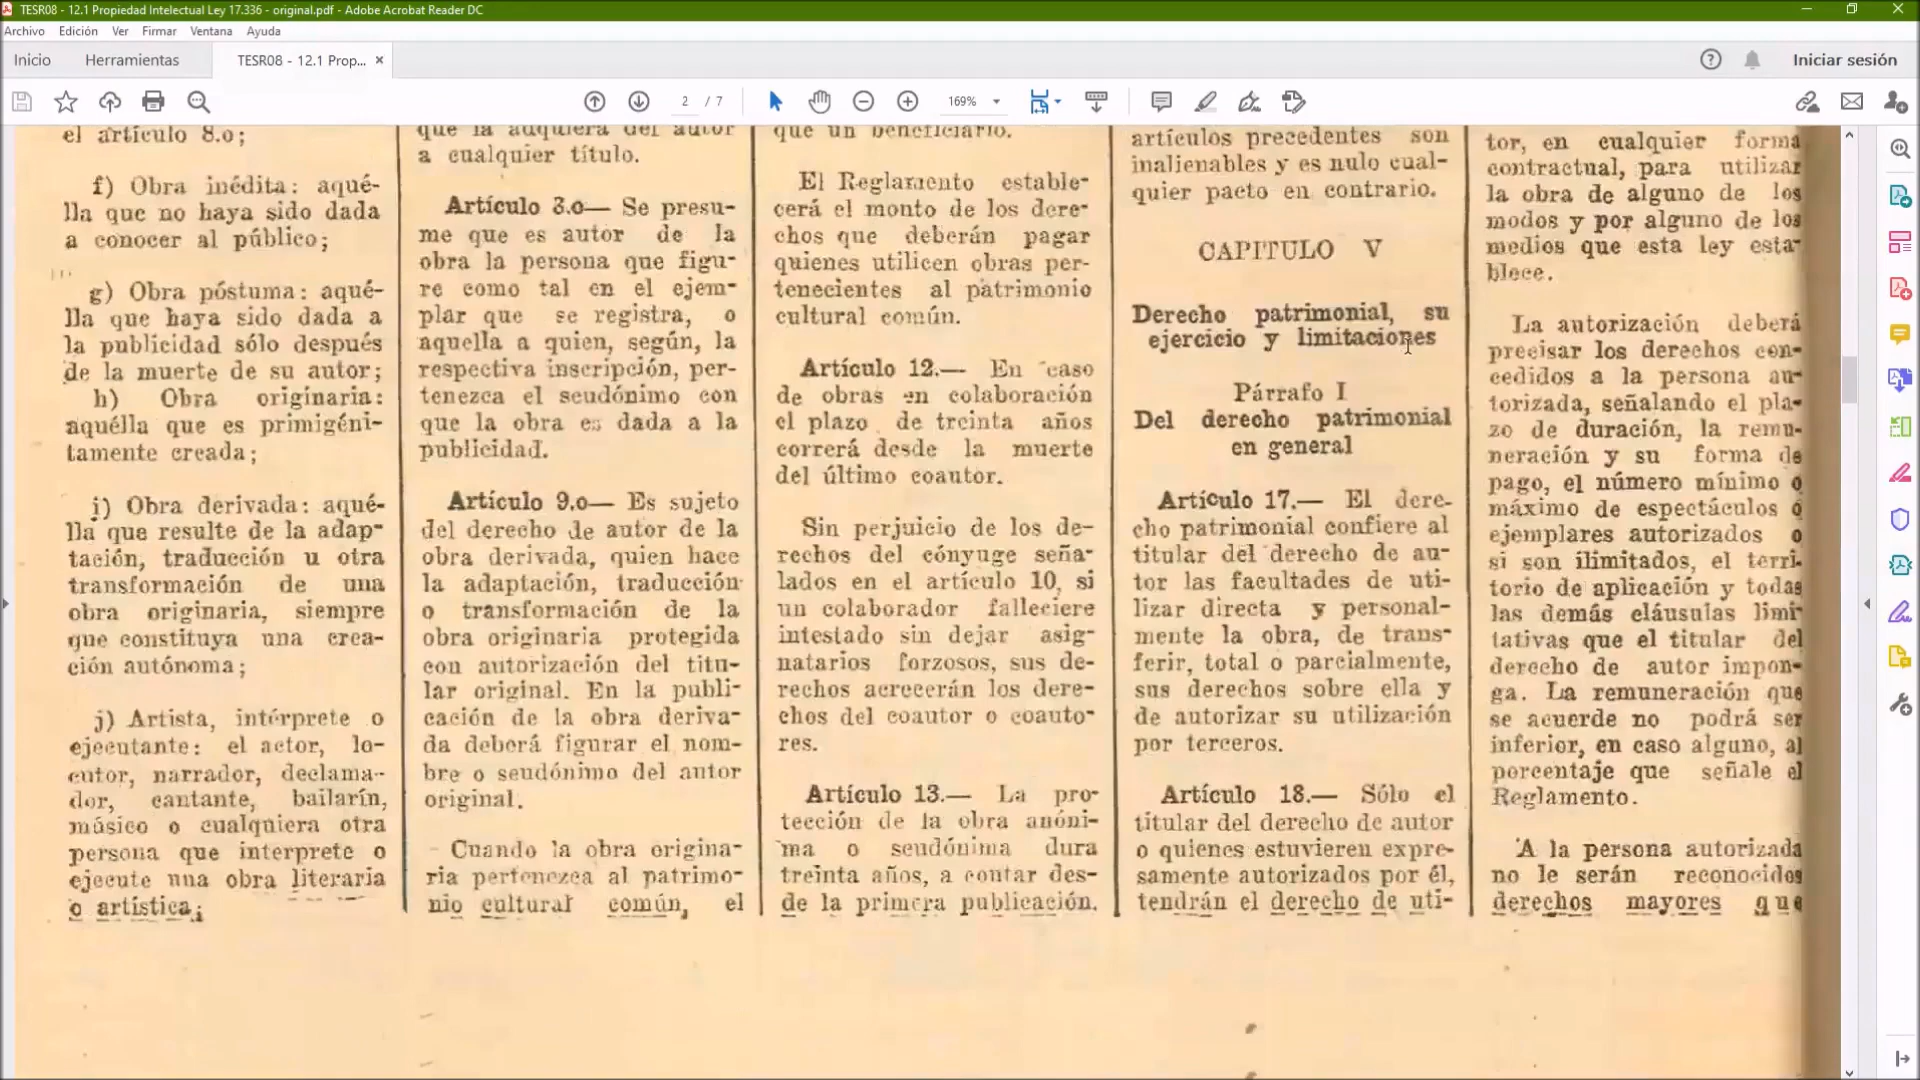 TESR08 - 12.1 Propiedad Intelectual Ley 17.336 - original.pdf - Adobe Acrobat Reader DC
Archivo Edición Ver Firmar Ventana Ayuda
Inicio Herramientas TESR08 - 12.1 Prop... × Iniciar sesión
2 / 7 169%
el artículo 8.o;
f) Obra inédita: aqué-
lla que no haya sido dada
a conocer al público;
g) Obra póstuma: aqué-
lla que haya sido dada a
la publicidad sólo después
de la muerte de su autor;
h) Obra originaria:
aquélla que es primigéni-
tamente creada;
i) Obra derivada: aqué-
lla que resulte de la adap-
tación, traducción u otra
transformación de una
obra originaria, siempre
que constituya una crea-
ción autónoma;
j) Artista, intérprete o
ejecutante: el actor, lo-
cutor, narrador, declama-
dor, cantante, bailarín,
músico o cualquiera otra
persona que interprete o
ejecute una obra literaria
o artística;
que la adquiera del autor
a cualquier título.
Artículo 8.o— Se presu-
me que es autor de la
obra la persona que figu-
re como tal en el ejem-
plar que se registra, o
aquella a quien, según, la
respectiva inscripción, per-
tenezca el seudónimo con
que la obra es dada a la
publicidad.
Artículo 9.o— Es sujeto
del derecho de autor de la
obra derivada, quien hace
la adaptación, traducción
o transformación de la
obra originaria protegida
con autorización del titu-
lar original. En la publi-
cación de la obra deriva-
da deberá figurar el nom-
bre o seudónimo del autor
original.
Cuando la obra origina-
ria pertenezca al patrimo-
nio cultural común, el
que un beneficiario.
El Reglamento estable-
cerá el monto de los dere-
chos que deberán pagar
quienes utilicen obras per-
tenecientes al patrimonio
cultural común.
Artículo 12.— En caso
de obras en colaboración
el plazo de treinta años
correrá desde la muerte
del último coautor.
Sin perjuicio de los de-
rechos del cónyuge seña-
lados en el artículo 10, si
un colaborador falleciere
intestado sin dejar asig-
natarios forzosos, sus de-
rechos acrecerán los dere-
chos del coautor o coauto-
res.
Artículo 13.— La pro-
tección de la obra anóni-
ma o seudónima dura
treinta años, a contar des-
de la primera publicación.
artículos precedentes son
inalienables y es nulo cual-
quier pacto en contrario.
CAPITULO V
Derecho patrimonial, su
ejercicio y limitaciones
Párrafo I
Del derecho patrimonial
en general
Artículo 17.— El dere-
cho patrimonial confiere al
titular del derecho de au-
tor las facultades de uti-
lizar directa y personal-
mente la obra, de trans-
ferir, total o parcialmente,
sus derechos sobre ella y
de autorizar su utilización
por terceros.
Artículo 18.— Sólo el
titular del derecho de autor
o quienes estuvieren expre-
samente autorizados por él,
tendrán el derecho de uti-
tor, en cualquier forma
contractual, para utilizar
la obra de alguno de los
modos y por alguno de los
medios que esta ley esta-
blece.
La autorización deberá
precisar los derechos con-
cedidos a la persona au-
torizada, señalando el pla-
zo de duración, la remu-
neración y su forma de
pago, el número mínimo o
máximo de espectáculos o
ejemplares autorizados o
si son ilimitados, el terri-
torio de aplicación y todas
las demás cláusulas limi
tativas que el titular del
derecho de autor impon-
ga. La remuneración que
se acuerde no podrá ser
inferior, en caso alguno, al
porcentaje que señale el
Reglamento.
A la persona autorizada
no le serán reconocidos
derechos mayores que